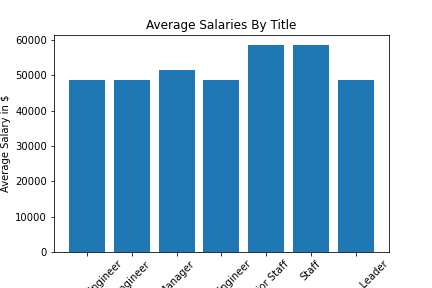 Average Salaries By Title
Average Salary in $
60000
50000
40000
30000
20000
10000
0
Engineer
Engineer
Manager
Engineer
Staff
Staff
Leader